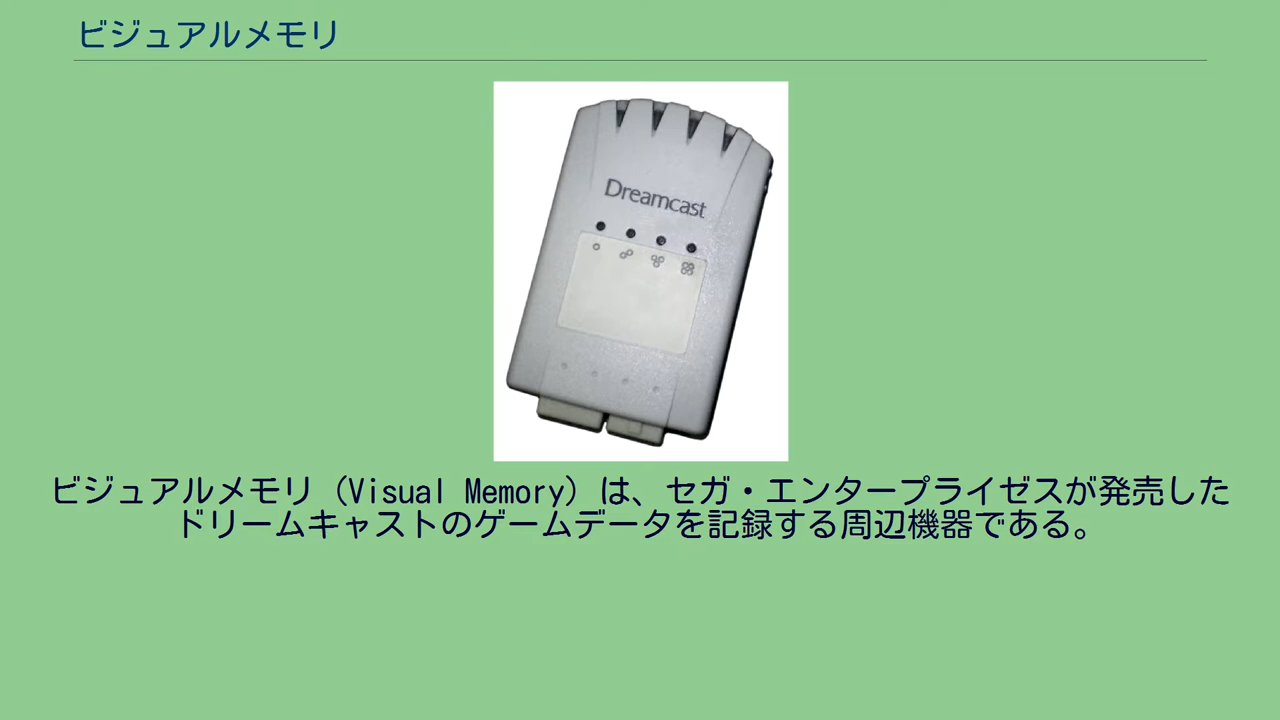 ビジュアルメモリ
Dreamcast
ビジュアルメモリ（Visual Memory）は、セガ・エンタープライゼスが発売した
ドリームキャストのゲームデータを記録する周辺機器である。